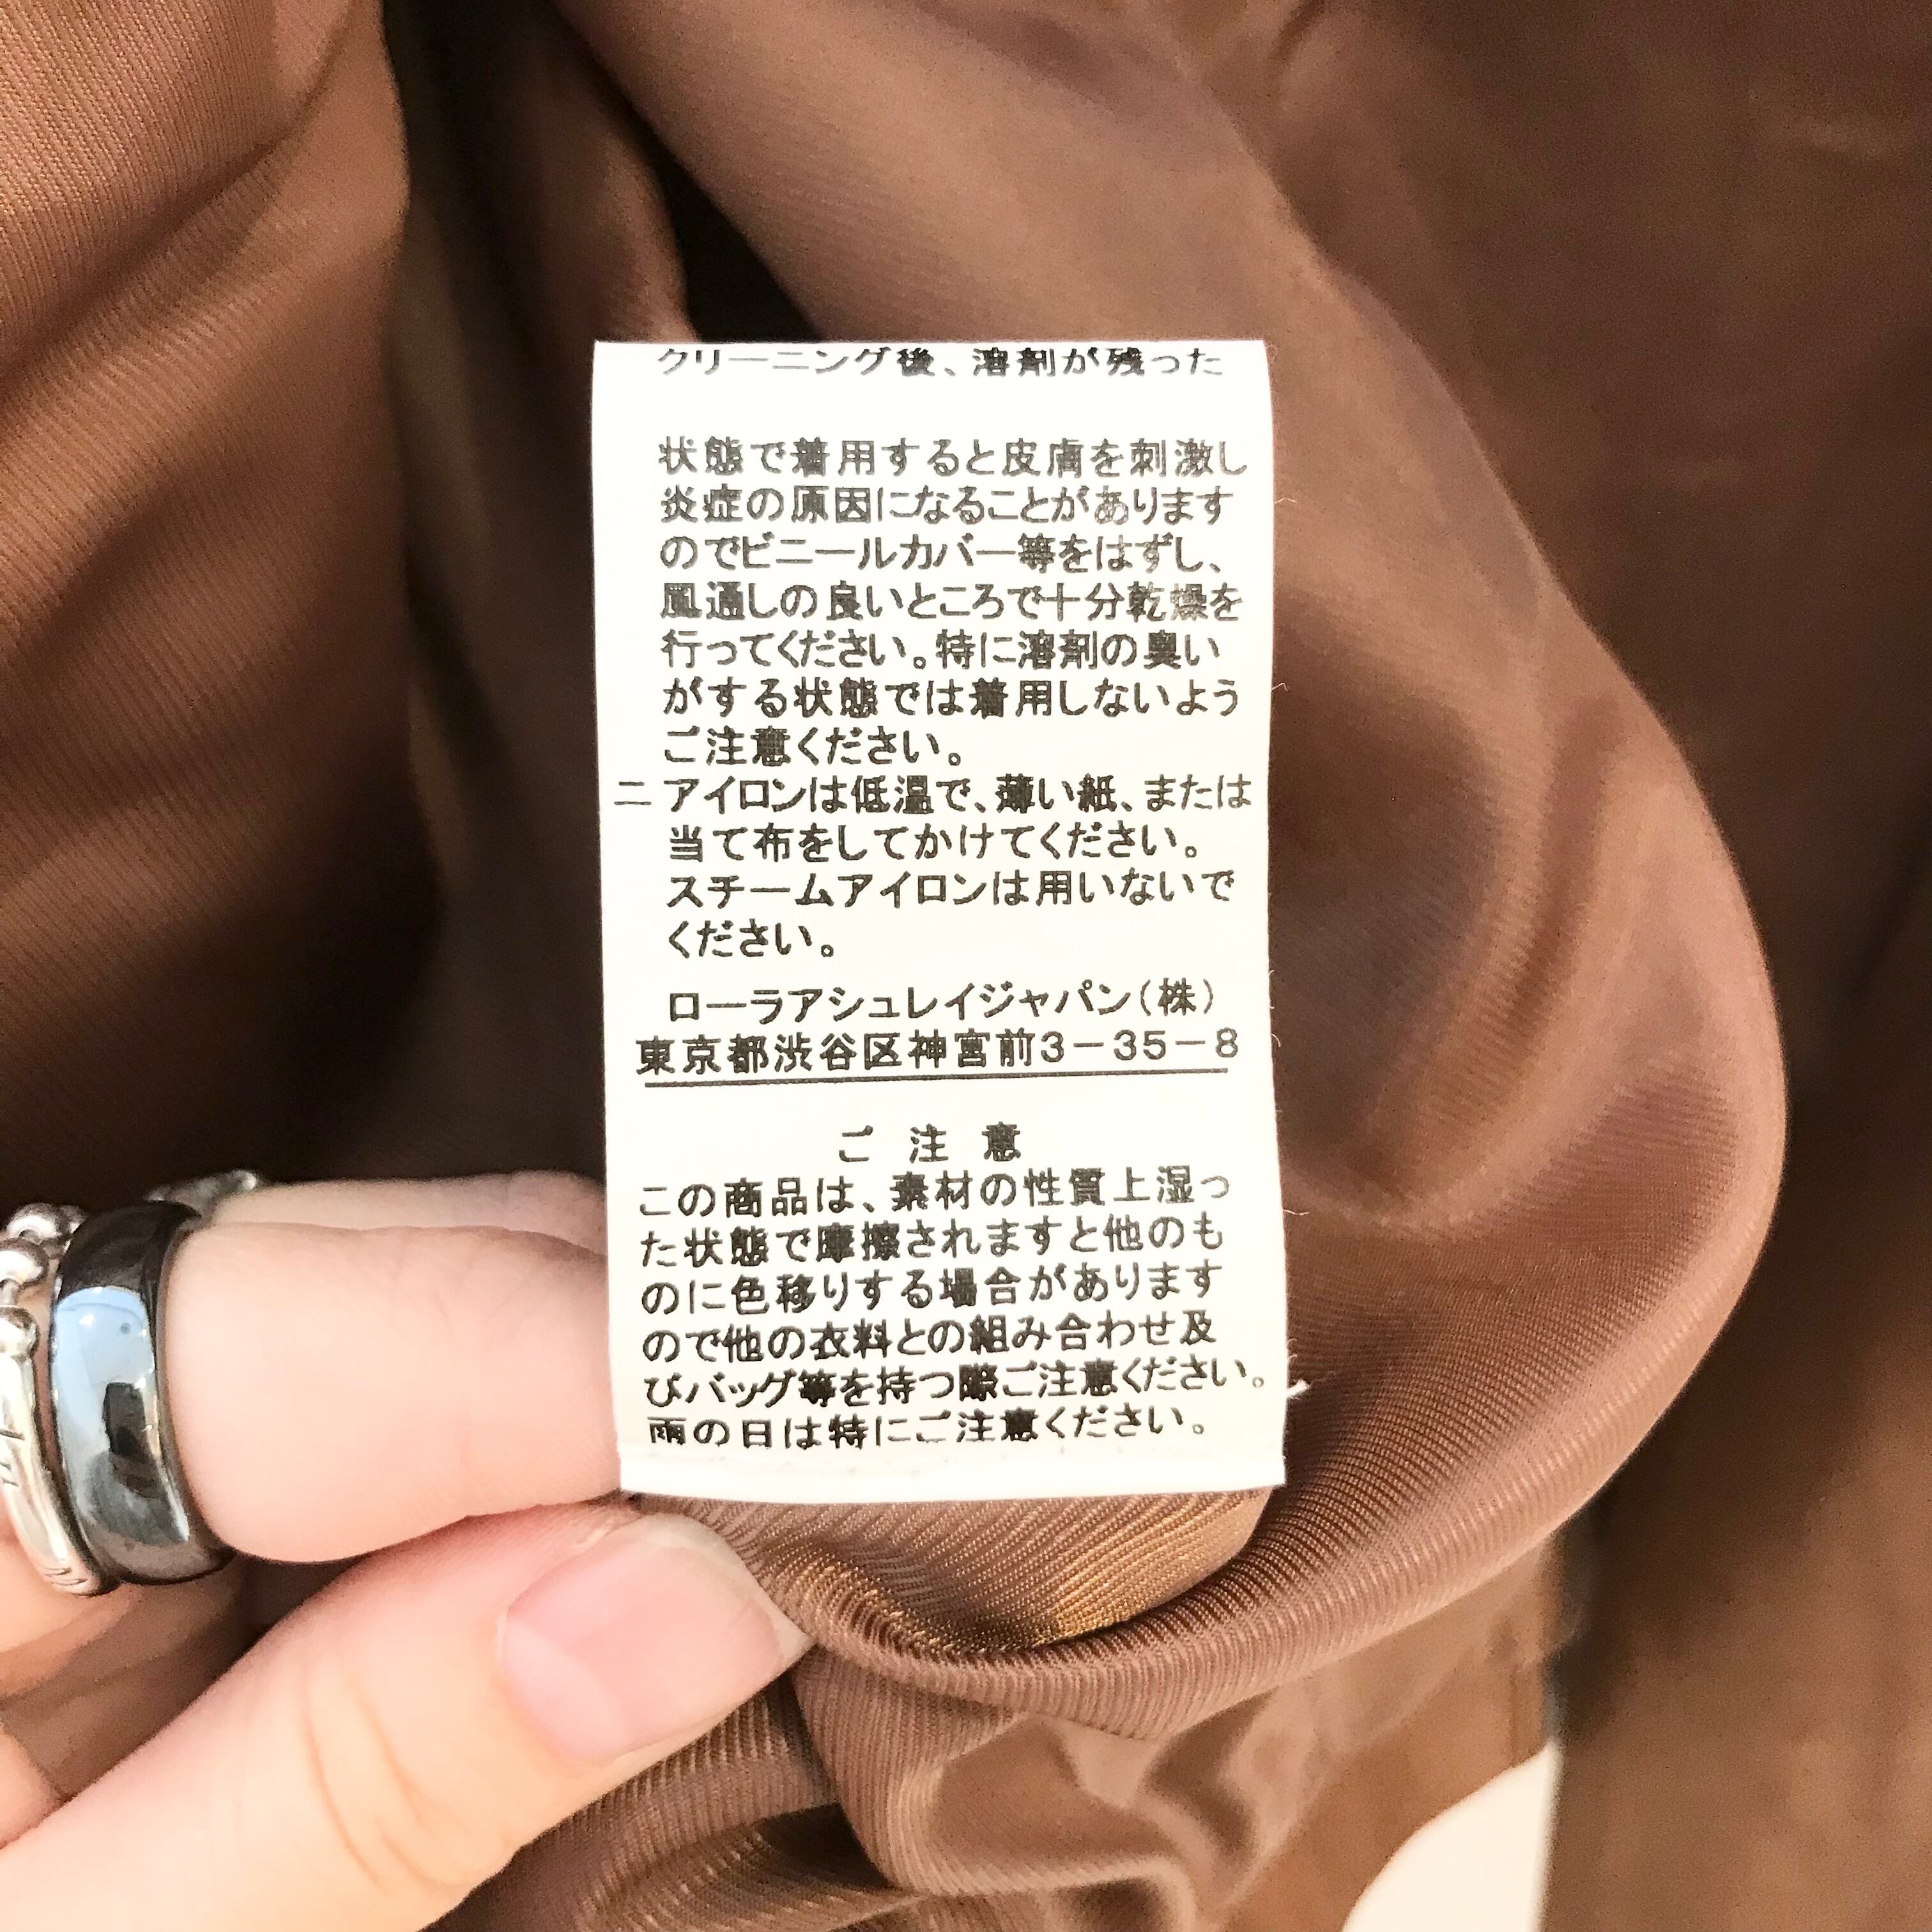 クリーニング後、溶剤が残った
状態で着用すると皮膚を刺激し
炎症の原因になることがあります
のでビニールカバー等をはずし、
風通しの良いところで十分乾燥を
行ってください。特に溶剤の臭い
がする状態では着用しないよう
ご注意ください。
二 アイロンは低温で、薄い紙、または
当て布をしてかけてください。
スチームアイロンは用いないで
ください。
ローラアシュレイジャパン(株)
東京都渋谷区神宮前3-35-8
ご注意
この商品は、素材の性質上湿っ
た状態で摩擦されますと他のも
のに色移りする場合があります
ので他の衣料との組み合わせ及
びバッグ等を持つ際ご注意ください。
雨の日は特にご注意ください。